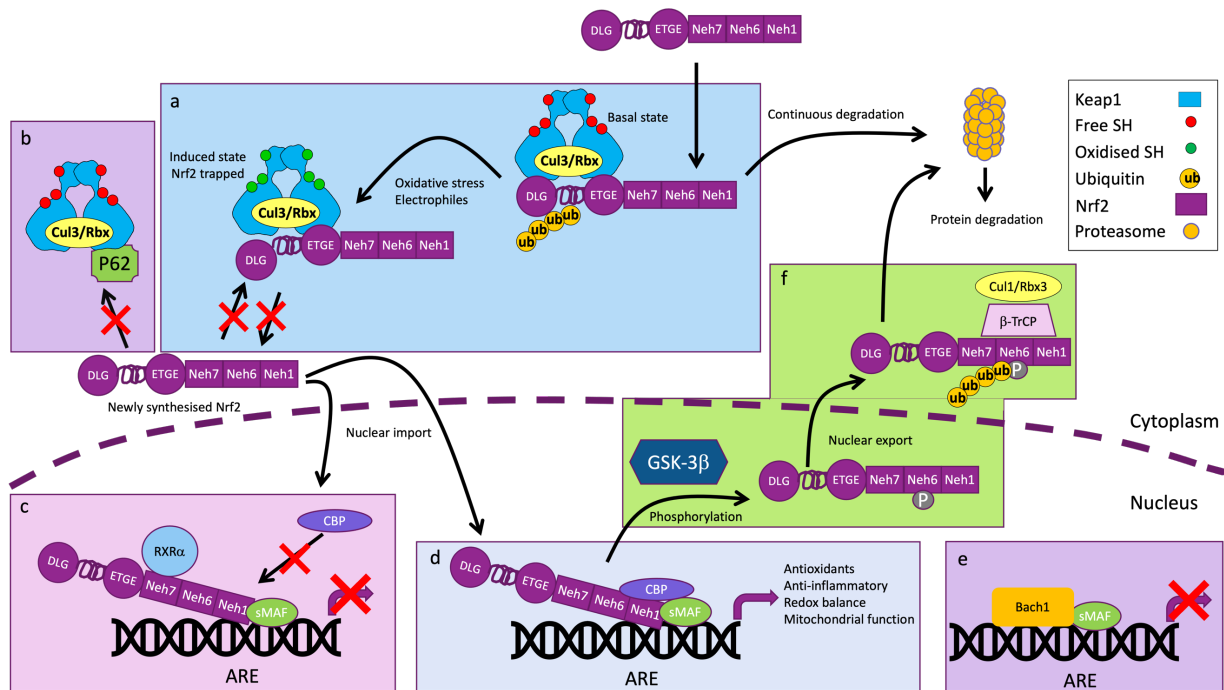 DLG
ETGE
Neh7
Neh6
Neh1
a
Basal state
Cul3/Rbx
DLG
ETGE
Neh7
Neh6
Neh1
ub
ub
ub
ub
Induced state
Nrf2 trapped
Cul3/Rbx
DLG
ETGE
Neh7
Neh6
Neh1
Oxidative stress
Electrophiles
Continuous degradation
Protein degradation
Keap1
Free SH
Oxidised SH
Ubiquitin
ub
Nrf2
Proteasome
b
Cul3/Rbx
P62
DLG
ETGE
Neh7
Neh6
Neh1
Newly synthesised Nrf2
Nuclear import
f
Cul1/Rbx3
β-TrCP
DLG
ETGE
Neh7
Neh6
Neh1
P
ub
ub
ub
ub
Nuclear export
GSK-3β
DLG
ETGE
Neh7
Neh6
Neh1
P
Phosphorylation
Cytoplasm
Nucleus
c
CBP
RXRα
DLG
ETGE
Neh7
Neh6
Neh1
sMAF
ARE
d
DLG
ETGE
Neh7
Neh6
Neh1
CBP
sMAF
Antioxidants
Anti-inflammatory
Redox balance
Mitochondrial function
ARE
e
Bach1
sMAF
ARE